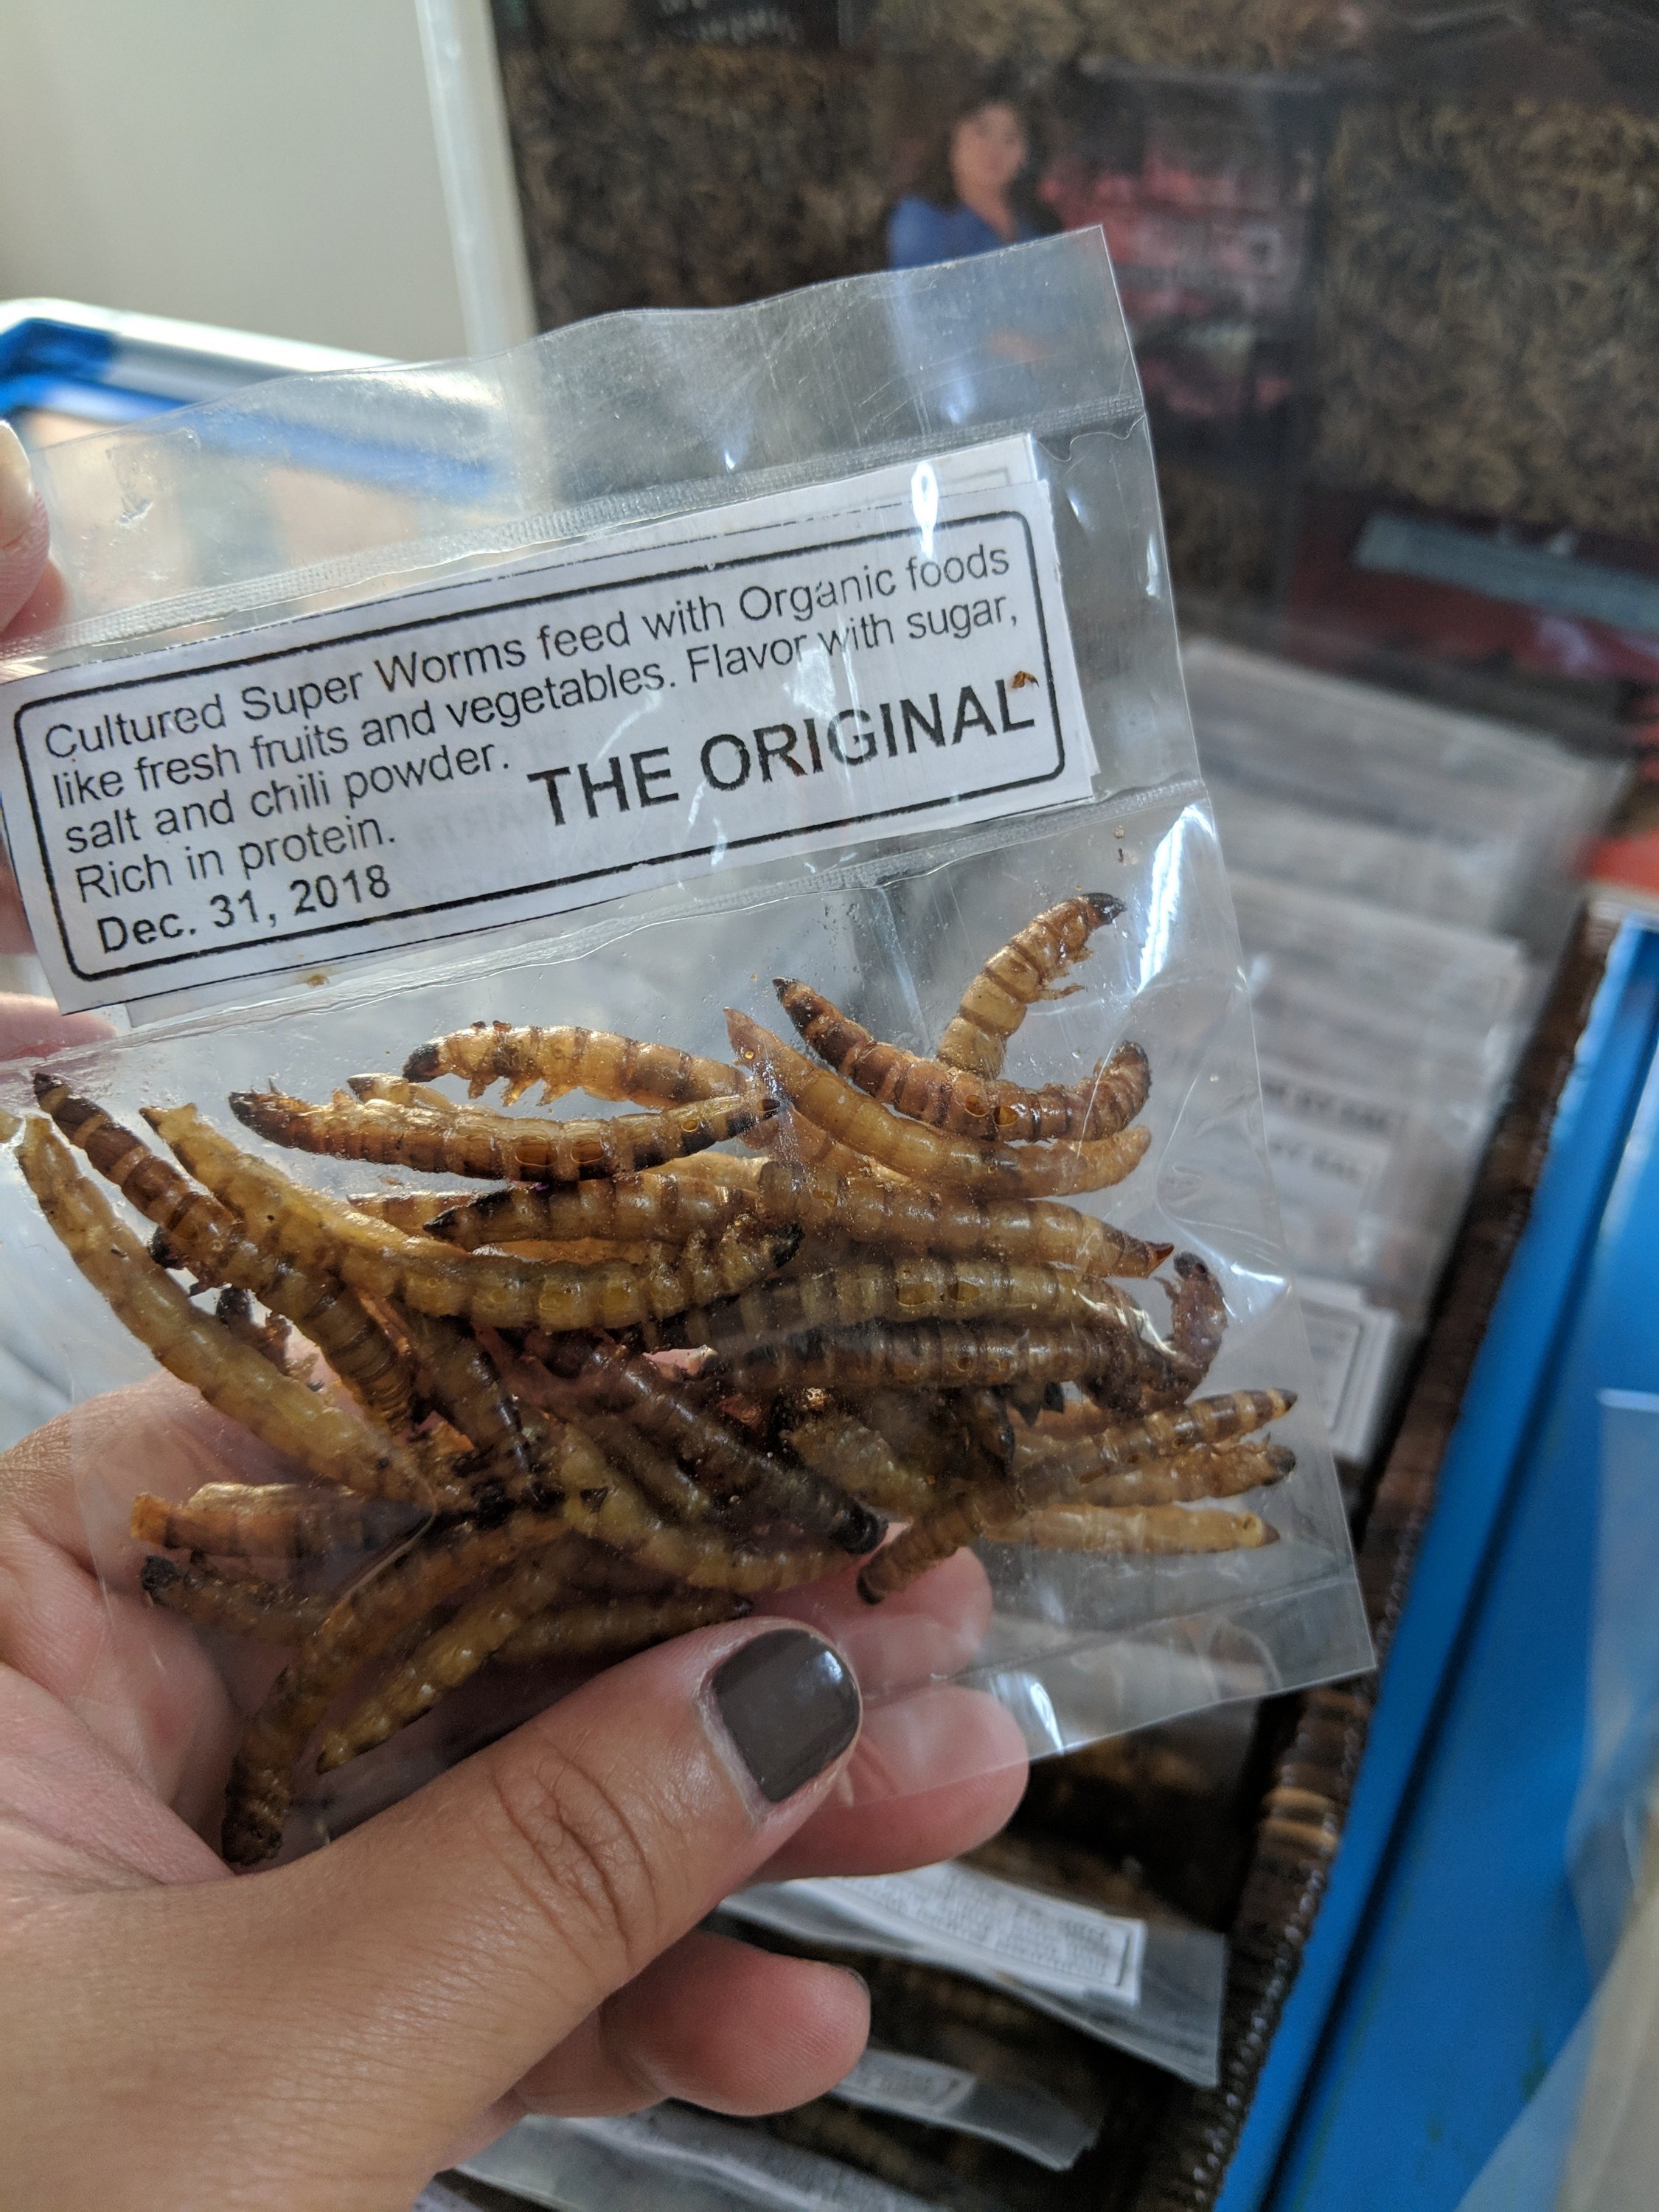 Cultured Super Worms feed with Organic foods
like fresh fruits and vegetables. Flavor with sugar,
salt and chili powder.
THE ORIGINAL
Rich in protein.
Dec. 31, 2018